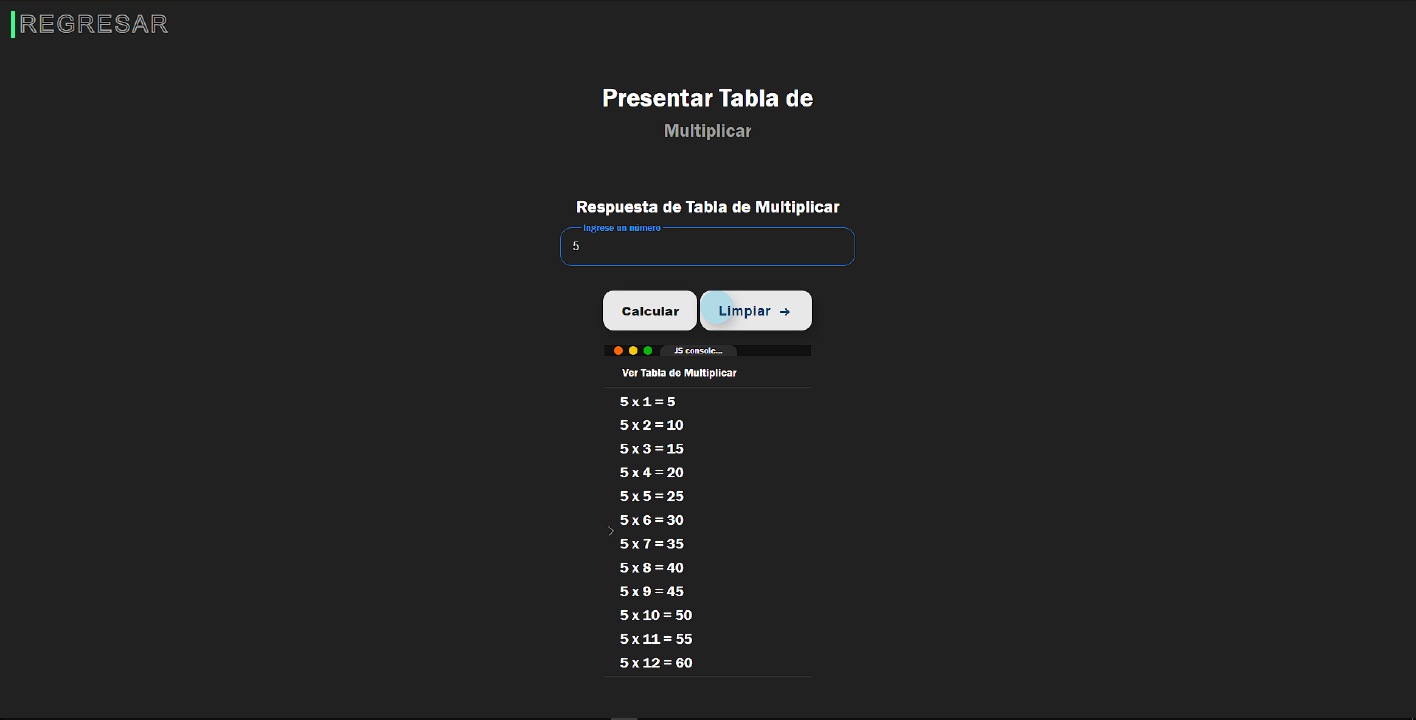 REGRESAR
Presentar Tabla de
Multiplicar
Respuesta de Tabla de Multiplicar
Ingrese un número
5
Calcular Limpiar →
JS console...
Ver Tabla de Multiplicar
5 x 1 = 5
5 x 2 = 10
5 x 3 = 15
5 x 4 = 20
5 x 5 = 25
5 x 6 = 30
>
5 x 7 = 35
5 x 8 = 40
5 x 9 = 45
5 x 10 = 50
5 x 11 = 55
5 x 12 = 60